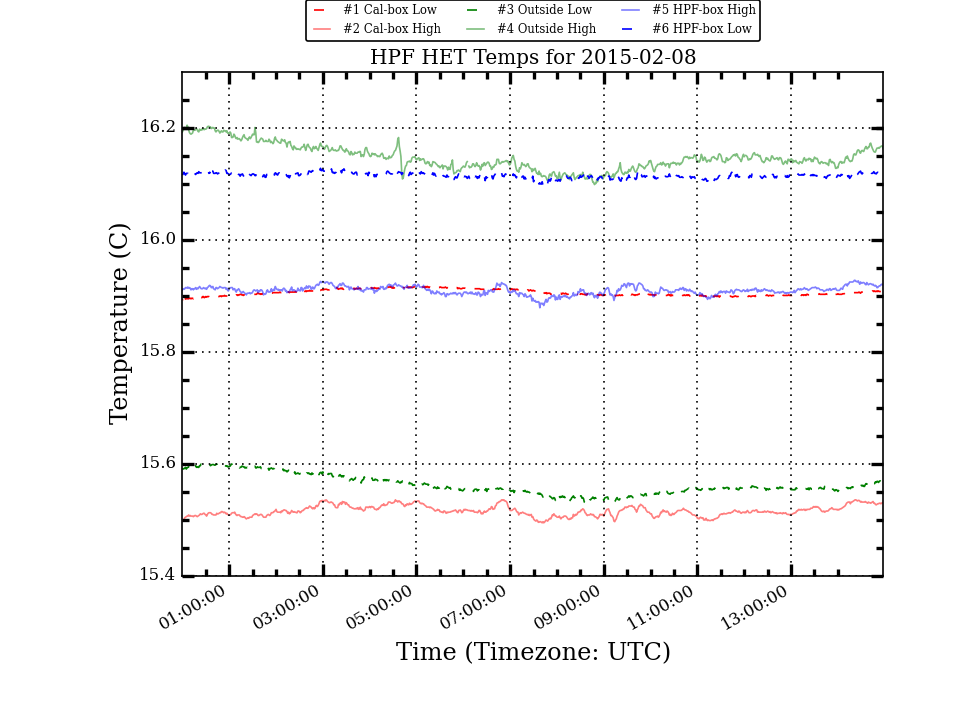 #1 Cal-box Low #3 Outside Low #5 HPF-box High
#2 Cal-box High #4 Outside High #6 HPF-box Low
HPF HET Temps for 2015-02-08
16.2
16.0
15.8
15.6
15.4
Temperature (C)
01:00:00 03:00:00 05:00:00 07:00:00 09:00:00 11:00:00 13:00:00
Time (Timezone: UTC)